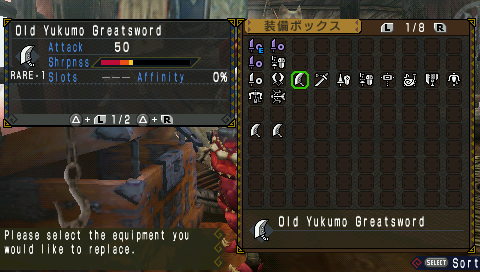 Old Yukumo Greatsword
Attack 50
Shrpnss
RARE-1 Slots --- Affinity 0%
△+L 1/2 △+R
装備ボックス L 1/8 R
E
Old Yukumo Greatsword
Please select the equipment you
would like to replace.
SELECT Sort